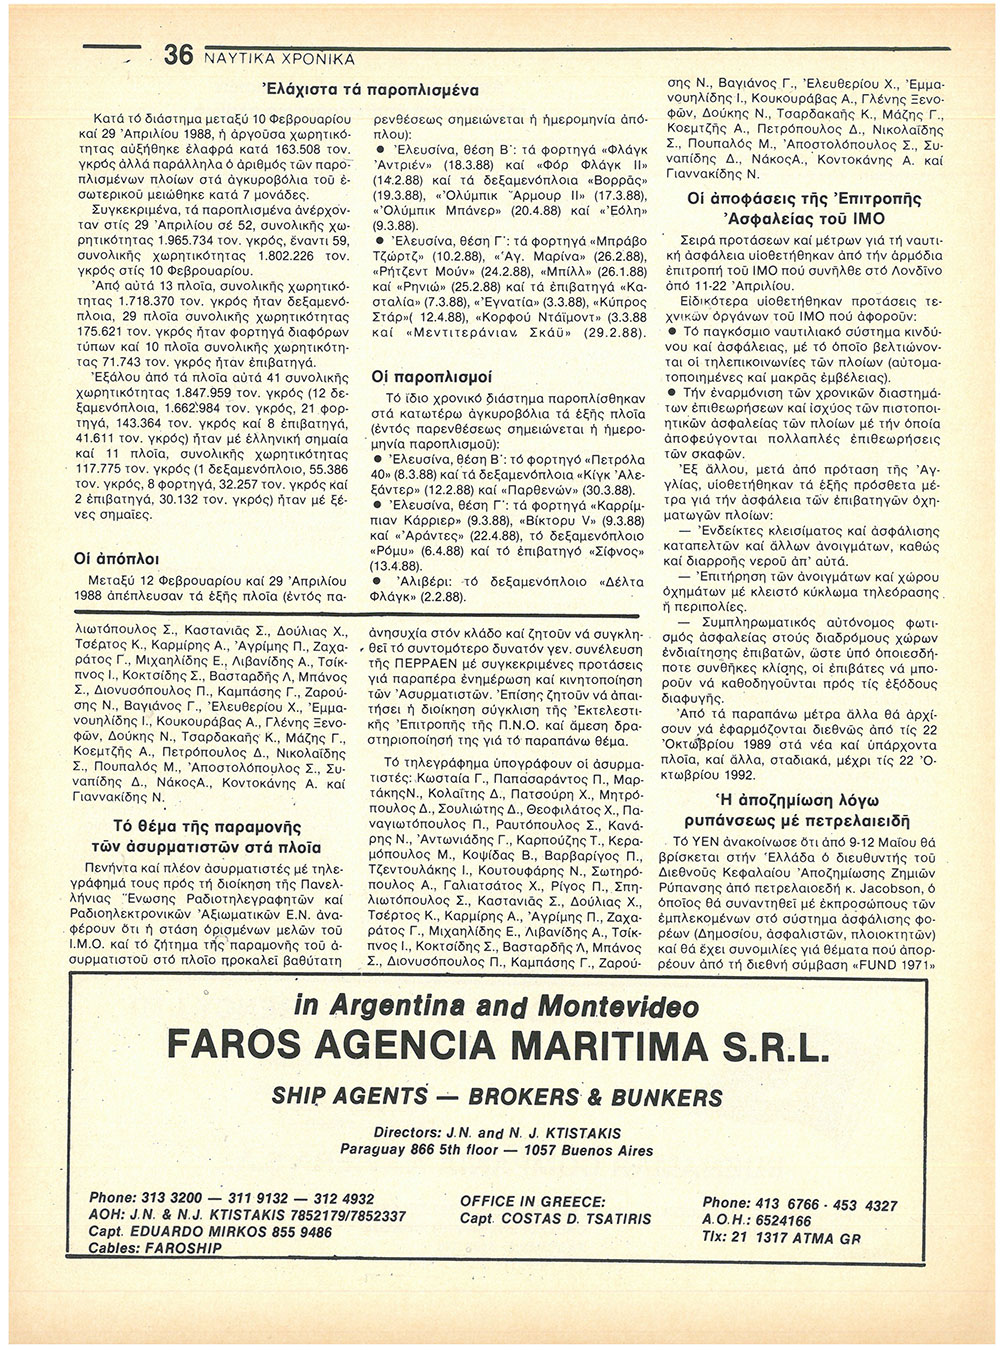 36 ΝΑΥΤΙΚΑ ΧΡΟΝΙΚΑ
Ἐλάχιστα τά παροπλισμένα
Κατά τό διάστημα μεταξύ 10 Φεβρουαρίου
καί 29 Ἀπριλίου 1988, ἡ ἀργοῦσα χωρητικό-
τητας αὐξήθηκε ἐλαφρά κατά 163.508 τον.
γκρός ἀλλά παράλληλα ὁ ἀριθμός τῶν παρο-
πλισμένων πλοίων στά ἀγκυροβόλια τοῦ ἐ-
σωτερικοῦ μειώθηκε κατά 7 μονάδες.
Συγκεκριμένα, τά παροπλισμένα ἀνέρχον-
ταν στίς 29 Ἀπριλίου σέ 52, συνολικῆς χω-
ρητικότητας 1.965.734 τον. γκρός, ἔναντι 59,
συνολικῆς χωρητικότητας 1.802.226 τον.
γκρός στίς 10 Φεβρουαρίου.
Ἀπό αὐτά 13 πλοῖα, συνολικῆς χωρητικό-
τητας 1.718.370 τον. γκρός ἦταν δεξαμενό-
πλοια, 29 πλοῖα συνολικῆς χωρητικότητας
175.621 τον. γκρός ἦταν φορτηγά διαφόρων
τύπων καί 10 πλοῖα συνολικῆς χωρητικότη-
τας 71.743 τον. γκρός ἦταν ἐπιβατηγά.
Ἐξάλου ἀπό τά πλοῖα αὐτά 41 συνολικῆς
χωρητικότητας 1.847.959 τον. γκρός (12 δε-
ξαμενόπλοια, 1.662.984 τον. γκρός, 21 φορ-
τηγά, 143.364 τον. γκρός καί 8 ἐπιβατηγά,
41.611 τον. γκρός) ἦταν μέ ἑλληνική σημαία
καί 11 πλοῖα, συνολικῆς χωρητικότητας
117.775 τον. γκρός (1 δεξαμενόπλοιο, 55.386
τον. γκρός, 8 φορτηγά, 32.257 τον. γκρός καί
2 ἐπιβατηγά, 30.132 τον. γκρός) ἦταν μέ ξέ-
νες σημαῖες.
Οἱ ἀπόπλοι
Μεταξύ 12 Φεβρουαρίου καί 29 Ἀπριλίου
1988 ἀπέπλευσαν τά ἑξῆς πλοῖα (ἐντός πα-
ρενθέσεως σημειώνεται ἡ ἡμερομηνία ἀπό-
πλου):
● Ἐλευσίνα, θέση Β΄: τά φορτηγά «Φλάγκ
Ἀντριέν» (18.3.88) καί «Φόρ Φλάγκ ΙΙ»
(14.2.88) καί τά δεξαμενόπλοια «Βορρᾶς»
(19.3.88), «Ὀλύμπικ Ἄρμουρ ΙΙ» (17.3.88),
«Ὀλύμπικ Μπάνερ» (20.4.88) καί «Ἐόλη»
(9.3.88).
● Ἐλευσίνα, θέση Γ΄: τά φορτηγά «Μπράβο
Τζώρτζ» (10.2.88), «Ἁγ. Μαρίνα» (26.2.88),
«Ρήτζεντ Μούν» (24.2.88), «Μπίλλ» (26.1.88)
καί «Ρηνιώ» (25.2.88) καί τά ἐπιβατηγά «Κα-
σταλία» (7.3.88), «Ἐγνατία» (3.3.88), «Κύπρος
Στάρ»( 12.4.88), «Κορφού Ντάϊμοντ» (3.3.88
καί «Μεντιτεράνιαν Σκάϋ» (29.2.88).
Οἱ παροπλισμοί
Τό ἴδιο χρονικό διάστημα παροπλίσθηκαν
στά κατωτέρω ἀγκυροβόλια τά ἑξῆς πλοῖα
(ἐντός παρενθέσεως σημειώνεται ἡ ἡμερο-
μηνία παροπλισμοῦ):
● Ἐλευσίνα, θέση Β΄: τό φορτηγό «Πετρόλα
40» (8.3.88) καί τά δεξαμενόπλοια «Κίγκ Ἀλε-
ξάντερ» (12.2.88) καί «Παρθενών» (30.3.88).
● Ἐλευσίνα, θέση Γ΄: τά φορτηγά «Καρρίμ-
πιαν Κάρριερ» (9.3.88), «Βίκτορυ V» (9.3.88)
καί «Ἀράντες» (22.4.88), τό δεξαμενόπλοιο
«Ρόμυ» (6.4.88) καί τό ἐπιβατηγό «Σίφνος»
(13.4.88).
● Ἀλιβέρι: τό δεξαμενόπλοιο «Δέλτα
Φλάγκ» (2.2.88).
λιωτόπουλος Σ., Καστανιᾶς Σ., Δούλιας Χ.,
Τσέρτος Κ., Καρμίρης Α., Ἀγρίμης Π., Ζαχα-
ράτος Γ., Μιχαηλίδης Ε., Λιβανίδης Α., Τσίκ-
πνος Ι., Κοκτσίδης Σ., Βασταρδῆς Λ, Μπάνος
Σ., Διονυσόπουλος Π., Καμπάσης Γ., Ζαρού-
σης Ν., Βαγιάνος Γ., Ἐλευθερίου Χ., Ἐμμα-
νουηλίδης Ι., Κουκουράβας Α., Γλένης Ξενο-
φῶν, Δούκης Ν., Τσαρδακαῆς Κ., Μάζης Γ.,
Κοεμτζῆς Α., Πετρόπουλος Δ., Νικολαΐδης
Σ., Πουπαλός Μ., Ἀποστολόπουλος Σ., Συ-
ναπίδης Δ., ΝάκοςΑ., Κοντοκάνης Α. καί
Γιαννακίδης Ν.
Τό θέμα τῆς παραμονῆς
τῶν ἀσυρματιστῶν στά πλοῖα
Πενήντα καί πλέον ἀσυρματιστές μέ τηλε-
γράφημά τους πρός τή διοίκηση τῆς Πανελ-
λήνιας Ἕνωσης Ραδιοτηλεγραφητῶν καί
Ραδιοηλεκτρονικῶν Ἀξιωματικῶν Ε.Ν. ἀνα-
φέρουν ὅτι ἡ στάση ὁρισμένων μελῶν τοῦ
Ι.Μ.Ο. καί τό ζήτημα τῆς παραμονῆς τοῦ ἀ-
συρματιστοῦ στό πλοῖο προκαλεῖ βαθύτατη
ἀνησυχία στόν κλάδο καί ζητοῦν νά συγκλη-
θεῖ τό συντομότερο δυνατόν γεν. συνέλευση
τῆς ΠΕΡΡΑΕΝ μέ συγκεκριμένες προτάσεις
γιά παραπέρα ἐνημέρωση καί κινητοποίηση
τῶν Ἀσυρματιστῶν. Ἐπίσης ζητοῦν νά ἀπαι-
τήσει ἡ διοίκηση σύγκλιση τῆς Ἐκτελεστι-
κῆς Ἐπιτροπῆς τῆς Π.Ν.Ο. καί ἄμεση δρα-
στηριοποίησή της γιά τό παραπάνω θέμα.
Τό τηλεγράφημα ὑπογράφουν οἱ ἀσυρμα-
τιστές: Κωσταία Γ., Παπασαράντος Π., Μαρ-
τάκηςΝ., Κολαΐτης Δ., Πατσούρη Χ., Μητρό-
πουλος Δ., Σουλιώτης Δ., Θεοφιλάτος Χ., Πα-
ναγιωτόπουλος Π., Ραυτόπουλος Σ., Κανά-
ρης Ν., Ἀντωνιάδης Γ., Καρπούζης Τ., Κερα-
μόπουλος Μ., Κοψίδας Β., Βαρβαρίγος Π.,
Τζεντουλάκης Ι., Κουτουφάρης Ν., Σωτηρό-
πουλος Α., Γαλιατσάτος Χ., Ρίγος Π., Σπη-
λιωτόπουλος Σ., Καστανιᾶς Σ., Δούλιας Χ.,
Τσέρτος Κ., Καρμίρης Α., Ἀγρίμης Π., Ζαχα-
ράτος Γ., Μιχαηλίδης Ε., Λιβανίδης Α., Τσίκ-
πνος Ι., Κοκτσίδης Σ., Βασταρδῆς Λ, Μπάνος
Σ., Διονυσόπουλος Π., Καμπάσης Γ., Ζαρού-
σης Ν., Βαγιάνος Γ., Ἐλευθερίου Χ., Ἐμμα-
νουηλίδης Ι., Κουκουράβας Α., Γλένης Ξενο-
φῶν, Δούκης Ν., Τσαρδακαῆς Κ., Μάζης Γ.,
Κοεμτζῆς Α., Πετρόπουλος Δ., Νικολαΐδης
Σ., Πουπαλός Μ., Ἀποστολόπουλος Σ., Συ-
ναπίδης Δ., ΝάκοςΑ., Κοντοκάνης Α. καί
Γιαννακίδης Ν.
Οἱ ἀποφάσεις τῆς Ἐπιτροπῆς
Ἀσφαλείας τοῦ ΙΜΟ
Σειρά προτάσεων καί μέτρων γιά τή ναυτι-
κή ἀσφάλεια υἱοθετήθηκαν ἀπό τήν ἁρμόδια
ἐπιτροπή τοῦ ΙΜΟ πού συνῆλθε στό Λονδίνο
ἀπό 11-22 Ἀπριλίου.
Εἰδικότερα υἱοθετήθηκαν προτάσεις τε-
χνικῶν ὀργάνων τοῦ ΙΜΟ πού ἀφοροῦν:
● Τό παγκόσμιο ναυτιλιακό σύστημα κινδύ-
νου καί ἀσφάλειας, μέ τό ὁποῖο βελτιώνον-
ται οἱ τηλεπικοινωνίες τῶν πλοίων (αὐτομα-
τοποιημένες καί μακρᾶς ἐμβέλειας).
● Τήν ἐναρμόνιση τῶν χρονικῶν διαστημά-
των ἐπιθεωρήσεων καί ἰσχύος τῶν πιστοποι-
ητικῶν ἀσφαλείας τῶν πλοίων μέ τήν ὁποία
ἀποφεύγονται πολλαπλές ἐπιθεωρήσεις
τῶν σκαφῶν.
Ἐξ ἄλλου, μετά ἀπό πρόταση τῆς Ἀγ-
γλίας, υἱοθετήθηκαν τά ἑξῆς πρόσθετα μέ-
τρα γιά τήν ἀσφάλεια τῶν ἐπιβατηγῶν ὀχη-
ματωγῶν πλοίων:
— Ἐνδείκτες κλεισίματος καί ἀσφάλισης
καταπελτῶν καί ἄλλων ἀνοιγμάτων, καθώς
καί διαρροῆς νεροῦ ἀπ᾽ αὐτά.
— Ἐπιτήρηση τῶν ἀνοιγμάτων καί χώρου
ὀχημάτων μέ κλειστό κύκλωμα τηλεόρασης
ἤ περιπολίες.
— Συμπληρωματικός αὐτόνομος φωτι-
σμός ἀσφαλείας στούς διαδρόμους χώρων
ἐνδιαίτησης ἐπιβατῶν, ὥστε ὑπό ὁποιεσδή-
ποτε συνθῆκες κλίσης, οἱ ἐπιβάτες νά μπο-
ροῦν νά καθοδηγοῦνται πρός τίς ἐξόδους
διαφυγῆς.
Ἀπό τά παραπάνω μέτρα ἄλλα θά ἀρχί-
σουν νά ἐφαρμόζονται διεθνῶς ἀπό τίς 22
Ὀκτωβρίου 1989 στά νέα καί ὑπάρχοντα
πλοῖα, καί ἄλλα, σταδιακά, μέχρι τίς 22 Ὀ-
κτωβρίου 1992.
Ἡ ἀποζημίωση λόγω
ρυπάνσεως μέ πετρελαιειδῆ
Τό ΥΕΝ ἀνακοίνωσε ὅτι ἀπό 9-12 Μαΐου θά
βρίσκεται στήν Ἑλλάδα ὁ διευθυντής τοῦ
Διεθνοῦς Κεφαλαίου Ἀποζημίωσης Ζημιῶν
Ρύπανσης ἀπό πετρελαιοεδή κ. Jacobson, ὁ
ὁποῖος θά συναντηθεῖ μέ ἐκπροσώπους τῶν
ἐμπλεκομένων στό σύστημα ἀσφάλισης φο-
ρέων (Δημοσίου, ἀσφαλιστῶν, πλοιοκτητῶν)
καί θά ἔχει συνομιλίες γιά θέματα πού ἀπορ-
ρέουν ἀπό τή διεθνή σύμβαση «FUND 1971»
in Argentina and Montevideo
FAROS AGENCIA MARITIMA S.R.L.
SHIP AGENTS — BROKERS & BUNKERS
Directors: J.N. and N. J. KTISTAKIS
Paraguay 866 5th floor — 1057 Buenos Aires
Phone: 313 3200 — 311 9132 — 312 4932
AOH: J.N. & N.J. KTISTAKIS 7852179/7852337
Capt. EDUARDO MIRKOS 855 9486
Cables: FAROSHIP
OFFICE IN GREECE:
Capt. COSTAS D. TSATIRIS
Phone: 413 6766 - 453 4327
A.O.H.: 6524166
Tlx: 21 1317 ATMA GR